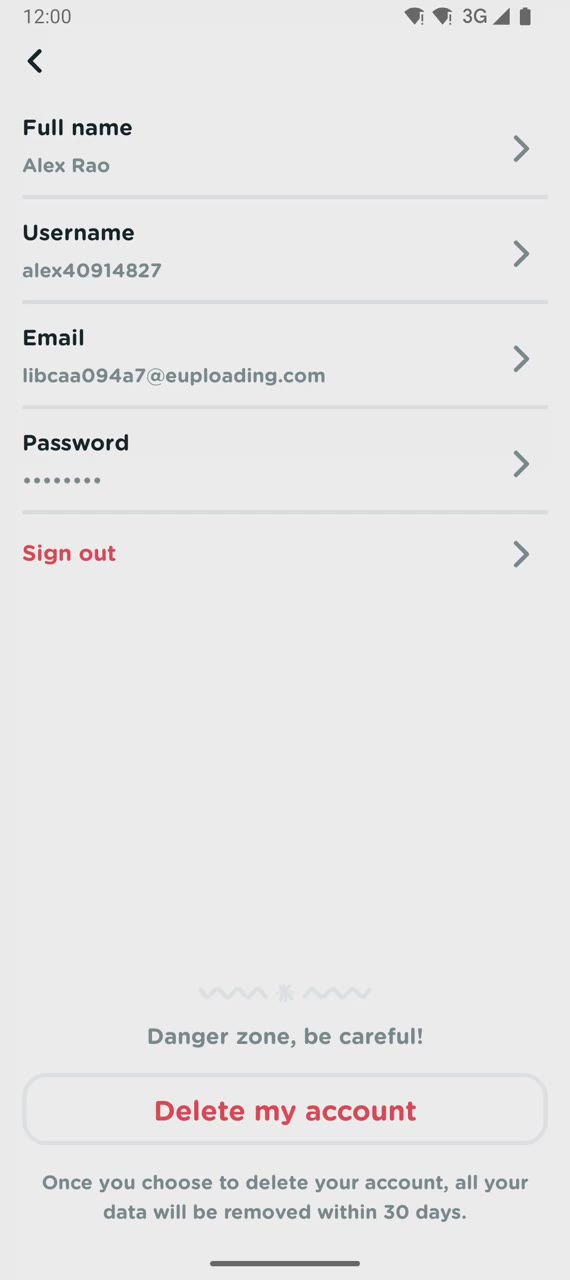 12:00
3G
Full name
Alex Rao
Username
alex40914827
Email
libcaa094a7@euploading.com
Password
••••••••
Sign out
Danger zone, be careful!
Delete my account
Once you choose to delete your account, all your
data will be removed within 30 days.